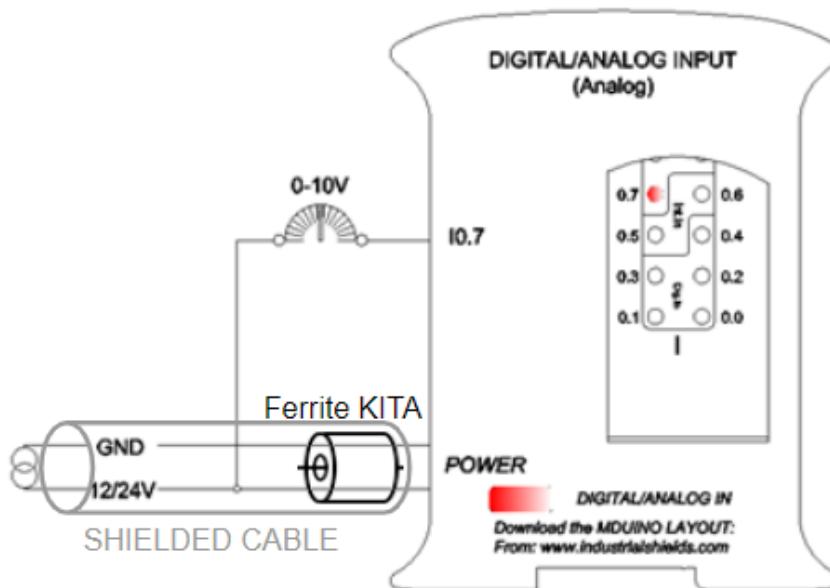 DIGITAL/ANALOG INPUT
(Analog)
0-10V
I0.7
0.7
0.6
0.5
0.4
0.3
0.2
0.1
0.0
I
Ferrite KITA
GND
12/24V
SHIELDED CABLE
POWER
DIGITAL/ANALOG IN
Download the MDUINO LAYOUT:
From: www.industrialshields.com